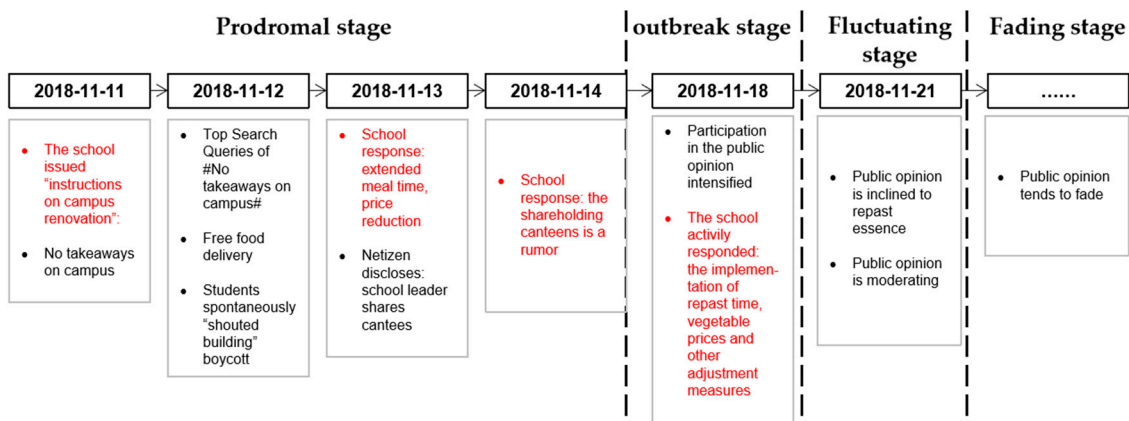 Prodromal stage
outbreak stage
Fluctuating
stage
Fading stage
2018-11-11
2018-11-12
2018-11-13
2018-11-14
2018-11-18
2018-11-21
......
• The school
issued
“instructions
on campus
renovation”:
• No takeaways
on campus
• Top Search
Queries of
#No
takeaways on
campus#
• Free food
delivery
• Students
spontaneously
“shouted
building”
boycott
• School
response:
extended
meal time,
price
reduction
• Netizen
discloses:
school leader
shares
cantees
• School
response: the
shareholding
canteens is a
rumor
• Participation
in the public
opinion
intensified
• The school
activily
responded:
the implemen-
tation of
repast time,
vegetable
prices and
other
adjustment
measures
• Public opinion
is inclined to
repast
essence
• Public opinion
is moderating
• Public opinion
tends to fade